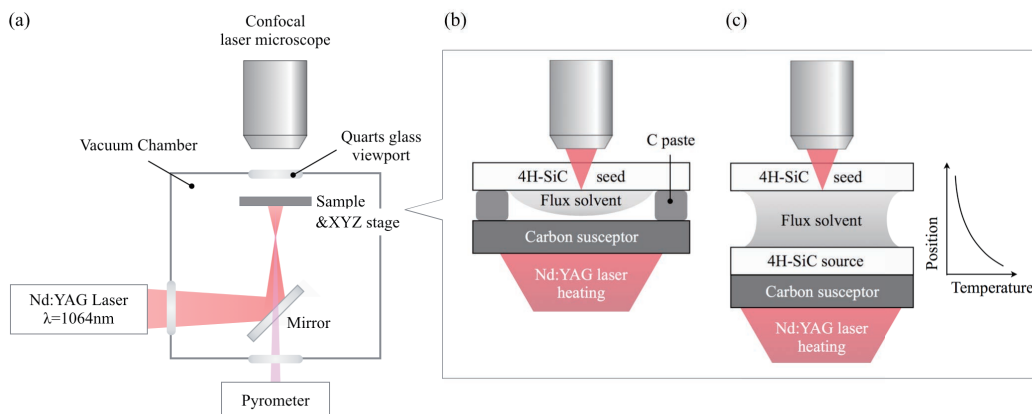 (a)
Confocal
laser microscope
Vacuum Chamber
Quarts glass
viewport
Sample
&XYZ stage
Nd:YAG Laser
λ=1064nm
Mirror
Pyrometer
(b)
C paste
4H-SiC seed
Flux solvent
Carbon susceptor
Nd:YAG laser
heating
(c)
4H-SiC seed
Flux solvent
4H-SiC source
Carbon susceptor
Nd:YAG laser
heating
Position
Temperature